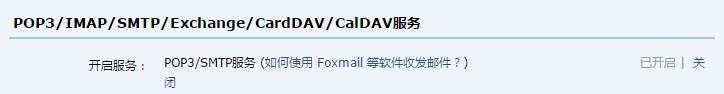 POP3/IMAP/SMTP/Exchange/CardDAV/CalDAV服务
开启服务： POP3/SMTP服务 (如何使用 Foxmail 等软件收发邮件？) 已开启 | 关
闭